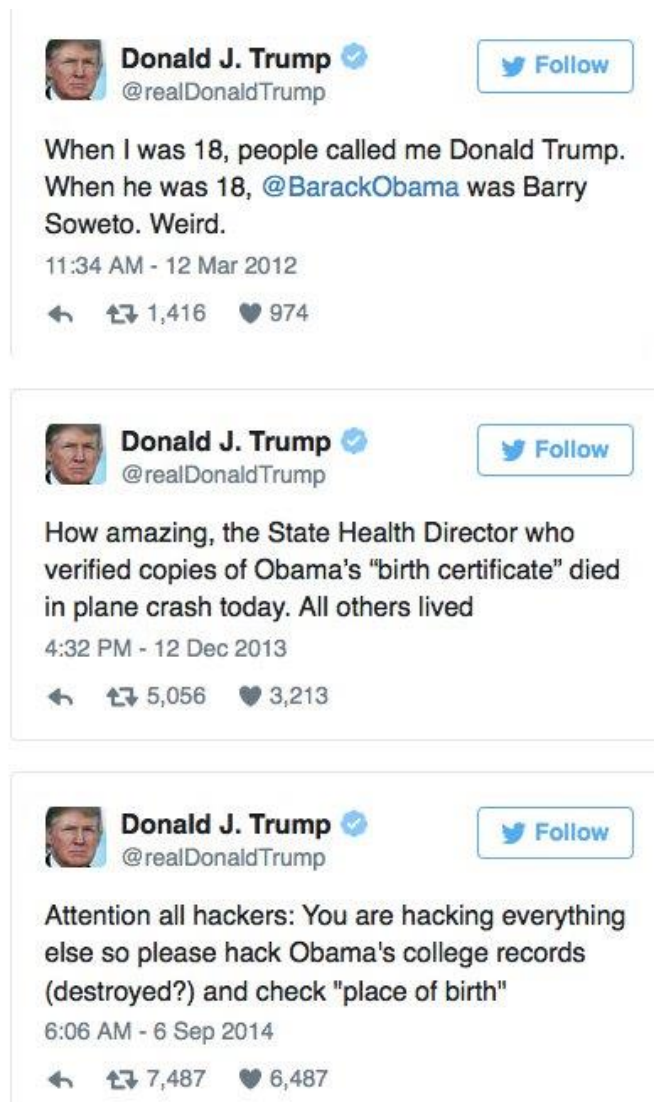 Donald J. Trump
Follow
@realDonaldTrump
When I was 18, people called me Donald Trump.
When he was 18, @BarackObama was Barry
Soweto. Weird.
11:34 AM - 12 Mar 2012
1,416 974
Donald J. Trump
Follow
@realDonaldTrump
How amazing, the State Health Director who
verified copies of Obama’s “birth certificate” died
in plane crash today. All others lived
4:32 PM - 12 Dec 2013
5,056 3,213
Donald J. Trump
Follow
@realDonaldTrump
Attention all hackers: You are hacking everything
else so please hack Obama's college records
(destroyed?) and check "place of birth"
6:06 AM - 6 Sep 2014
7,487 6,487